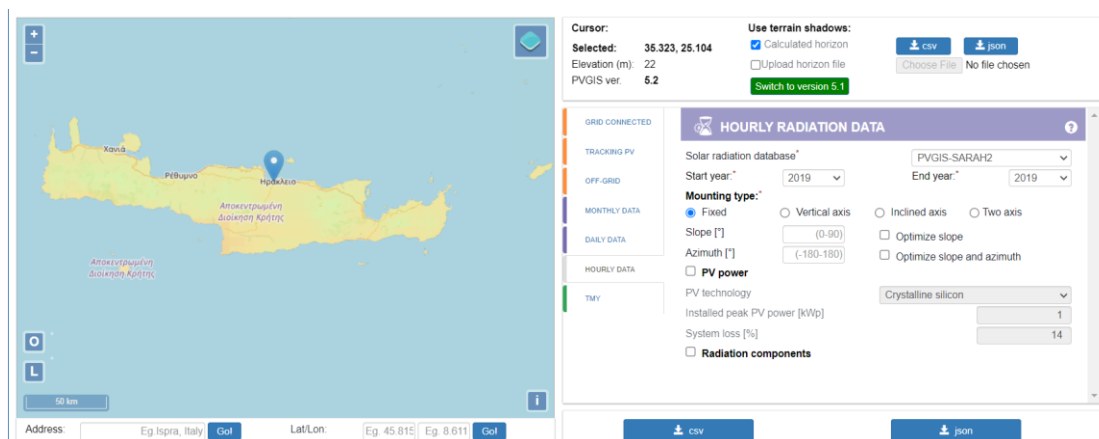 +
−
Χανιά
Ρέθυμνο
Ηράκλειο
Αποκεντρωμένη
Διοίκηση Κρήτης
Αποκεντρωμένη
Διοίκηση Κρήτης
O
L
50 km
i
Address:
Eg.Ispra, Italy
Go!
Lat/Lon:
Eg. 45.815
Eg. 8.611
Go!
Cursor:
Selected: 35.323, 25.104
Elevation (m): 22
PVGIS ver. 5.2
Use terrain shadows:
Calculated horizon
Upload horizon file
Switch to version 5.1
csv
json
Choose File No file chosen
GRID CONNECTED
TRACKING PV
OFF-GRID
MONTHLY DATA
DAILY DATA
HOURLY DATA
TMY
HOURLY RADIATION DATA
?
Solar radiation database* PVGIS-SARAH2
Start year:* 2019 End year:* 2019
Mounting type:*
Fixed Vertical axis Inclined axis Two axis
Slope [°] (0-90) Optimize slope
Azimuth [°] (-180-180) Optimize slope and azimuth
PV power
PV technology Crystalline silicon
Installed peak PV power [kWp] 1
System loss [%] 14
Radiation components
csv
json